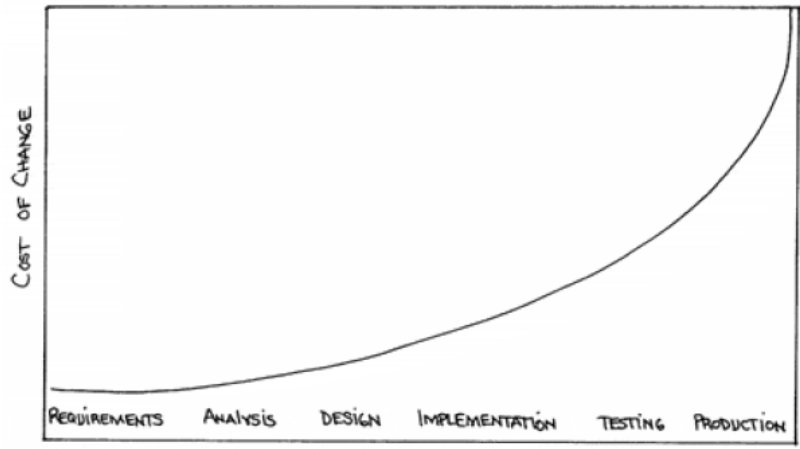 COST OF CHANGE
REQUIREMENTS ANALYSIS DESIGN IMPLEMENTATION TESTING PRODUCTION